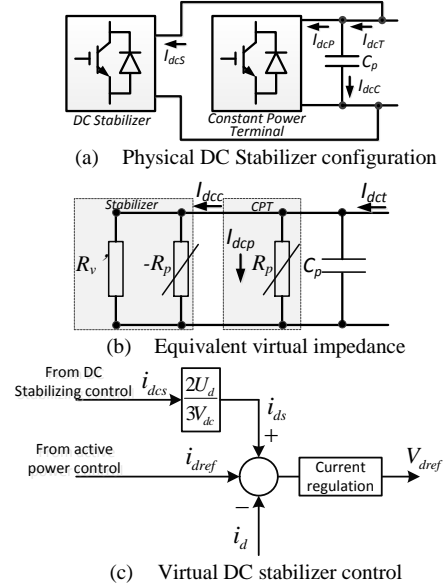 I_dcS
I_dcP
I_dcT
C_p
I_dcC
DC Stabilizer
Constant Power
Terminal
(a) Physical DC Stabilizer configuration
Stabilizer
I_dcc
CPT
I_dct
I_dcp
R_v'
-R_p
R_p
C_p
(b) Equivalent virtual impedance
From DC
Stabilizing control
i_dcs
2U_d
3V_dc
i_ds
+
From active
power control
i_dref
Current
regulation
V_dref
−
i_d
(c) Virtual DC stabilizer control